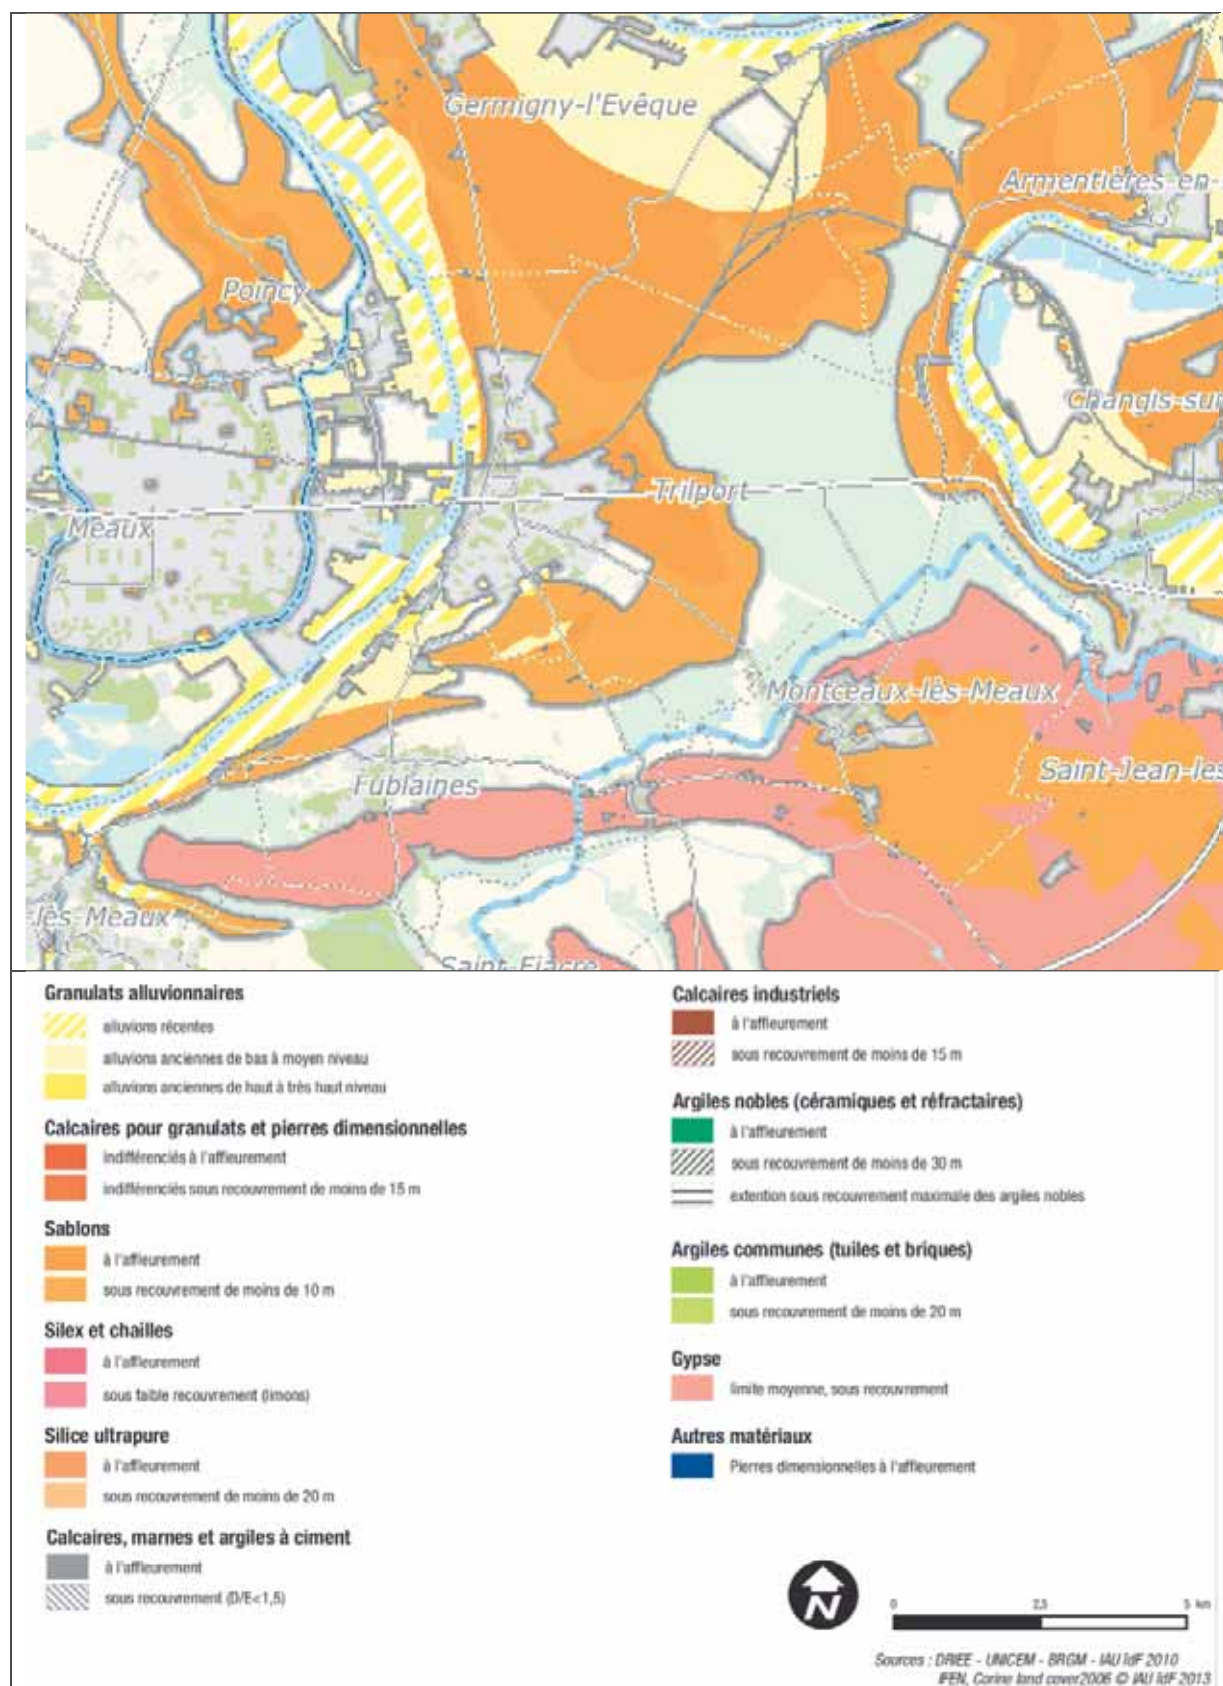 Germigny-l'Evêque
Armentières-en-
Poincy
Changis-sur
Trilport
Meaux
Montceaux-lès-Meaux
Saint-Jean-les
Fublaines
-lès-Meaux
Saint-Fiacre
Granulats alluvionnaires
alluvions récentes
alluvions anciennes de bas à moyen niveau
alluvions anciennes de haut à très haut niveau
Calcaires pour granulats et pierres dimensionnelles
indifférenciés à l'affleurement
indifférenciés sous recouvrement de moins de 15 m
Sablons
à l'affleurement
sous recouvrement de moins de 10 m
Silex et chailles
à l'affleurement
sous faible recouvrement (limons)
Silice ultrapure
à l'affleurement
sous recouvrement de moins de 20 m
Calcaires, marnes et argiles à ciment
à l'affleurement
sous recouvrement (D/E<1,5)
Calcaires industriels
à l'affleurement
sous recouvrement de moins de 15 m
Argiles nobles (céramiques et réfractaires)
à l'affleurement
sous recouvrement de moins de 30 m
extention sous recouvrement maximale des argiles nobles
Argiles communes (tuiles et briques)
à l'affleurement
sous recouvrement de moins de 20 m
Gypse
limite moyenne, sous recouvrement
Autres matériaux
Pierres dimensionnelles à l'affleurement
N
0 2,5 5 km
Sources : DRIEE - UNICEM - BRGM - IAU îdF 2010
IFEN, Corine land cover2006 © IAU îdF 2013